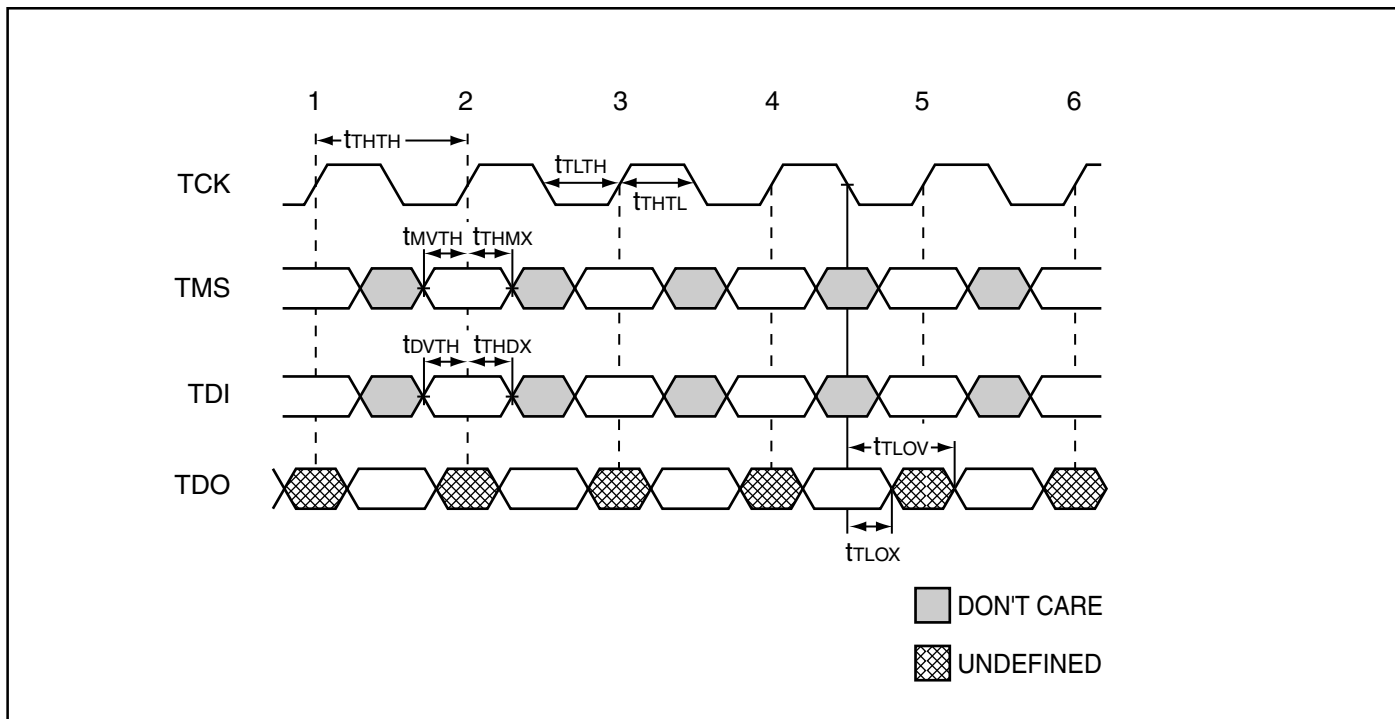 1 2 3 4 5 6
tTHTH
TCK
tTLTH
tTHTL
tMVTH tTHMX
TMS
tDVTH tTHDX
TDI
tTLOV
TDO
tTLOX
DON'T CARE
UNDEFINED